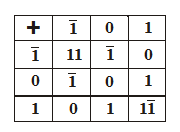 + 1̅ 0 1
1̅ 11 1̅ 0
0 1̅ 0 1
1 0 1 11̅